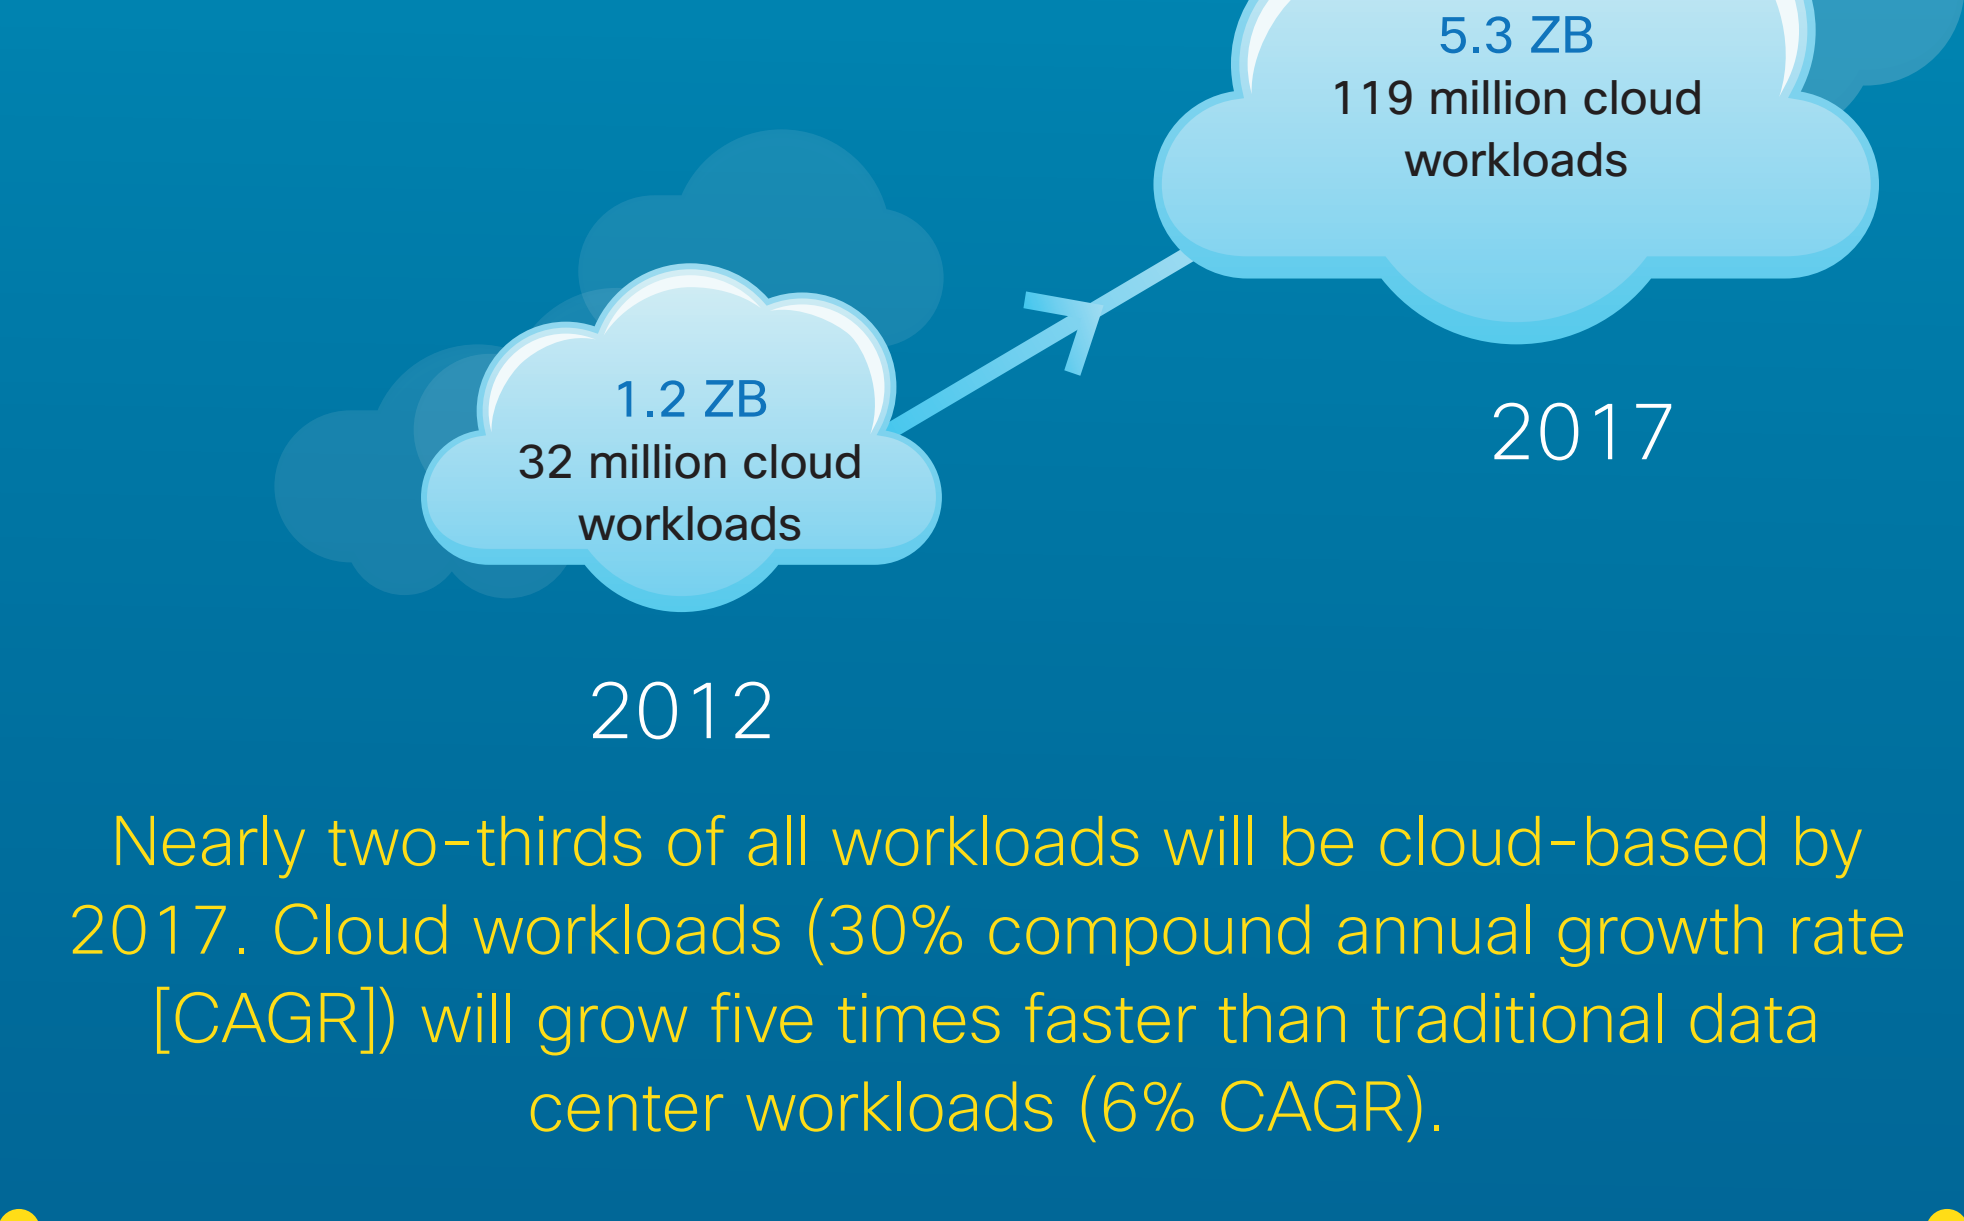 5.3 ZB
119 million cloud
workloads
2017
1.2 ZB
32 million cloud
workloads
2012
Nearly two-thirds of all workloads will be cloud-based by
2017. Cloud workloads (30% compound annual growth rate
[CAGR]) will grow five times faster than traditional data
center workloads (6% CAGR).